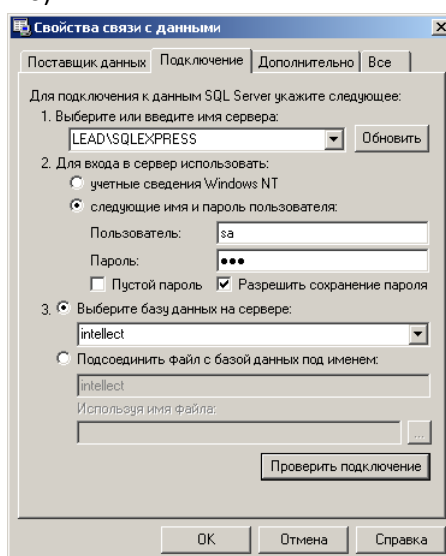 Свойства связи с данными
Поставщик данных Подключение Дополнительно Все
Для подключения к данным SQL Server укажите следующее:
1. Выберите или введите имя сервера:
LEAD\SQLEXPRESS Обновить
2. Для входа в сервер использовать:
учетные сведения Windows NT
следующие имя и пароль пользователя:
Пользователь: sa
Пароль: ●●●
Пустой пароль Разрешить сохранение пароля
3. Выберите базу данных на сервере:
intellect
Подсоединить файл с базой данных под именем:
intellect
Используя имя файла:
...
Проверить подключение
OK Отмена Справка